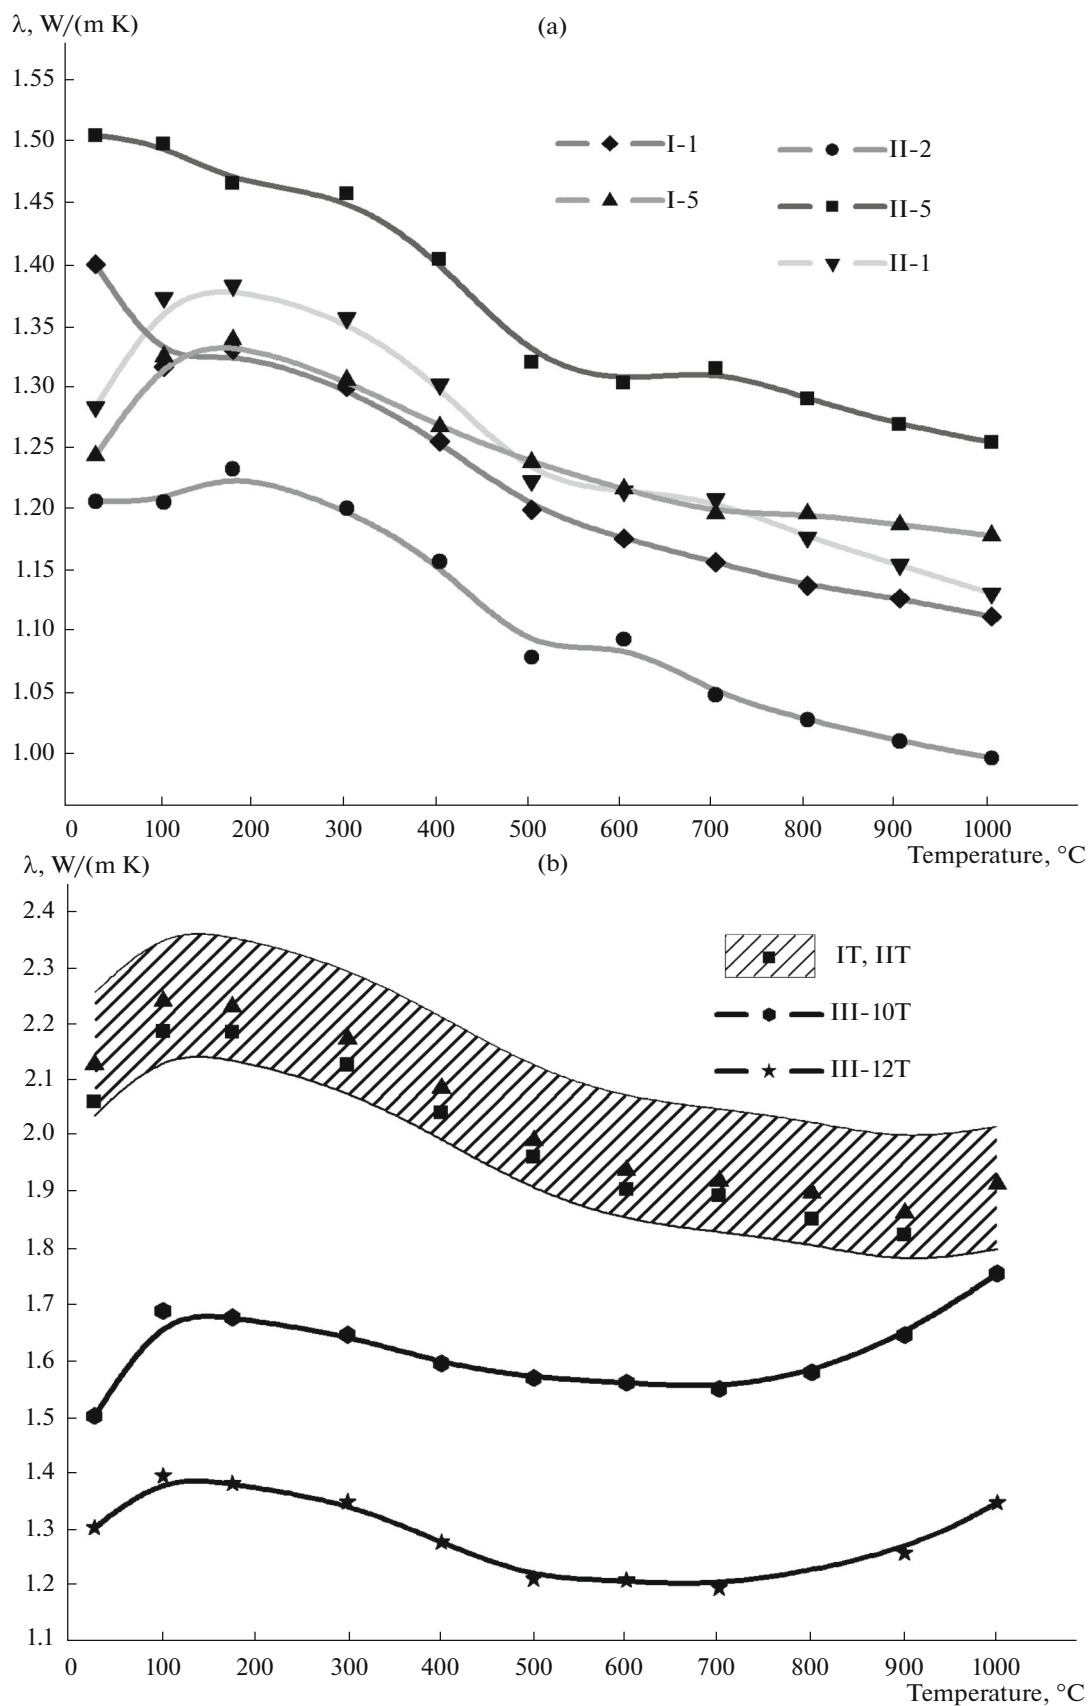 λ, W/(m K)
(a)
1.55
1.50
1.45
1.40
1.35
1.30
1.25
1.20
1.15
1.10
1.05
1.00
I-1
I-5
II-2
II-5
II-1
0 100 200 300 400 500 600 700 800 900 1000
Temperature, °C
λ, W/(m K)
(b)
2.4
2.3
2.2
2.1
2.0
1.9
1.8
1.7
1.6
1.5
1.4
1.3
1.2
1.1
IT, IIT
III-10T
III-12T
0 100 200 300 400 500 600 700 800 900 1000
Temperature, °C